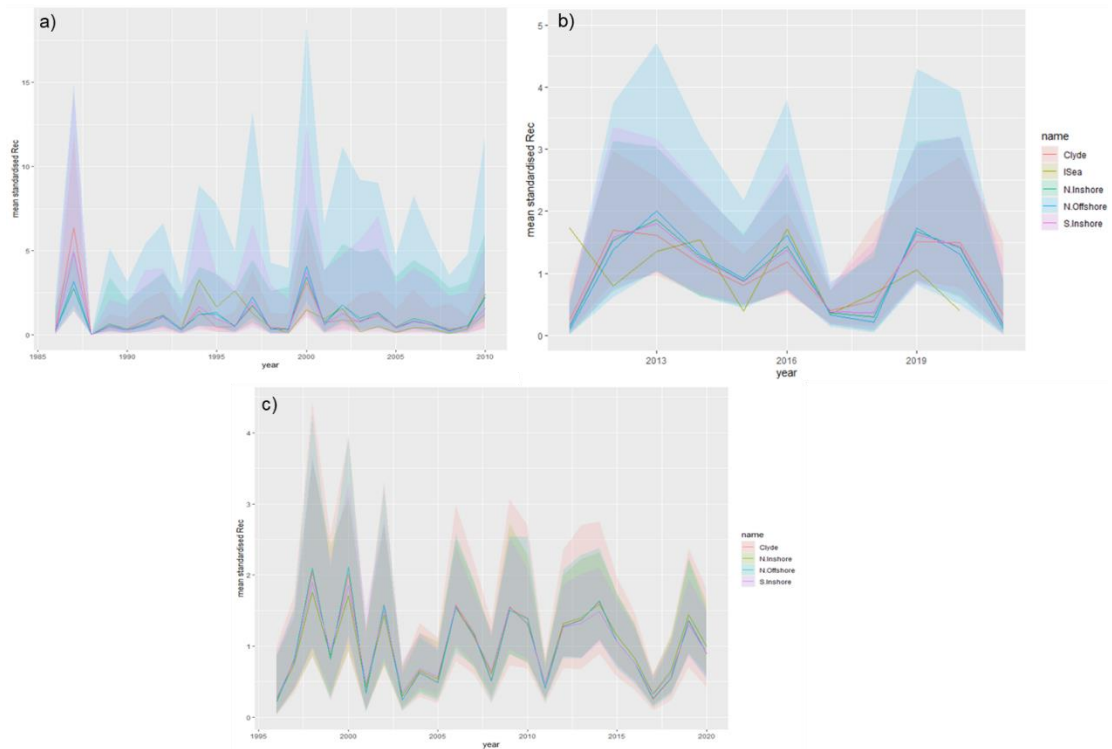 a)
mean standardised Rec
15
10
5
0
1985 1990 1995 2000 2005 2010
year
b)
mean standardised Rec
5
4
3
2
1
0
2013 2016 2019
year
name
Clyde
ISea
N.Inshore
N.Offshore
S.Inshore
c)
mean standardised Rec
4
3
2
1
0
1995 2000 2005 2010 2015 2020
year
name
Clyde
N.Inshore
N.Offshore
S.Inshore